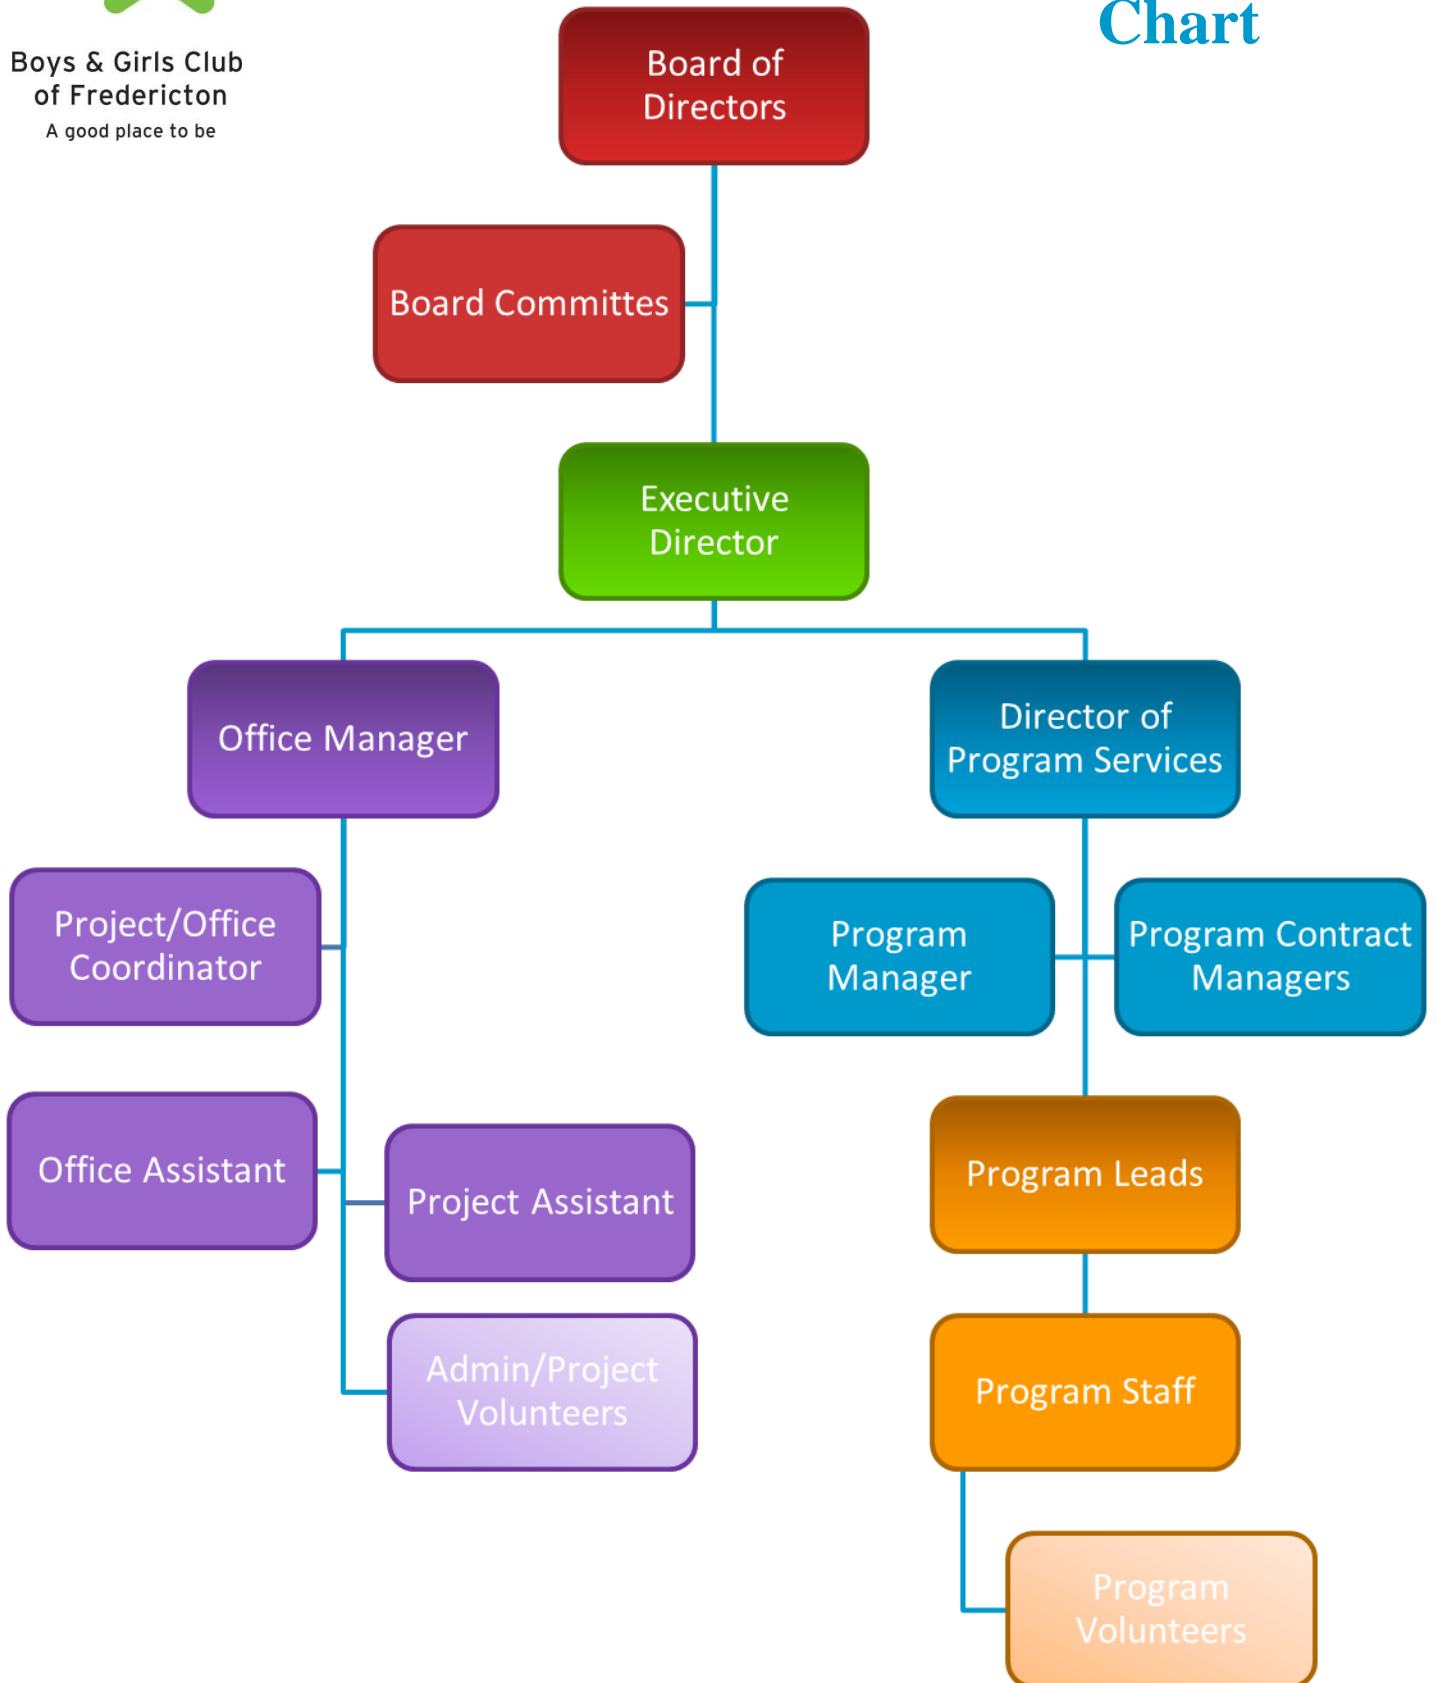 Chart
Boys & Girls Club
of Fredericton
A good place to be
Board of
Directors
Board Committes
Executive
Director
Office Manager
Director of
Program Services
Project/Office
Coordinator
Program
Manager
Program Contract
Managers
Office Assistant
Project Assistant
Program Leads
Admin/Project
Volunteers
Program Staff
Program
Volunteers